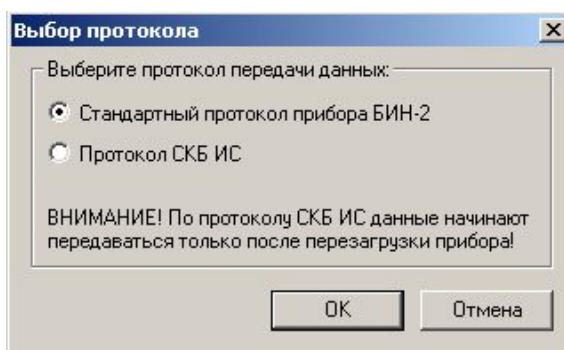 Выбор протокола
Выберите протокол передачи данных:
Стандартный протокол прибора БИН-2
Протокол СКБ ИС
ВНИМАНИЕ! По протоколу СКБ ИС данные начинают
передаваться только после перезагрузки прибора!
OK
Отмена